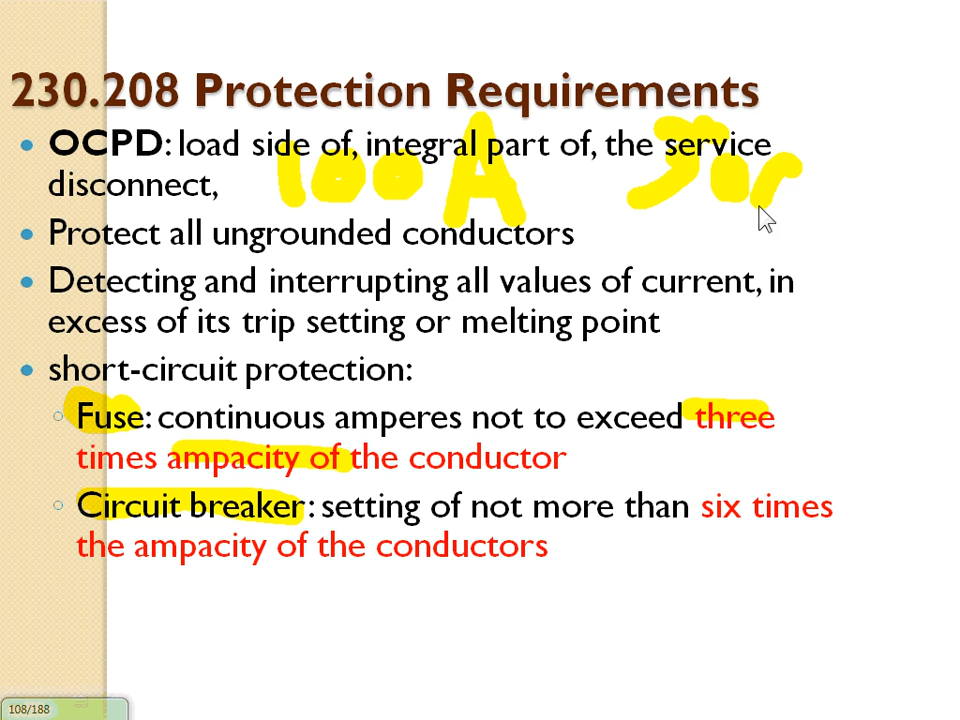 230.208 Protection Requirements
• OCPD: load side of, integral part of, the service
disconnect,
100 A
• Protect all ungrounded conductors
• Detecting and interrupting all values of current, in
excess of its trip setting or melting point
• short-circuit protection:
○ Fuse: continuous amperes not to exceed three
times ampacity of the conductor
○ Circuit breaker: setting of not more than six times
the ampacity of the conductors
108/188